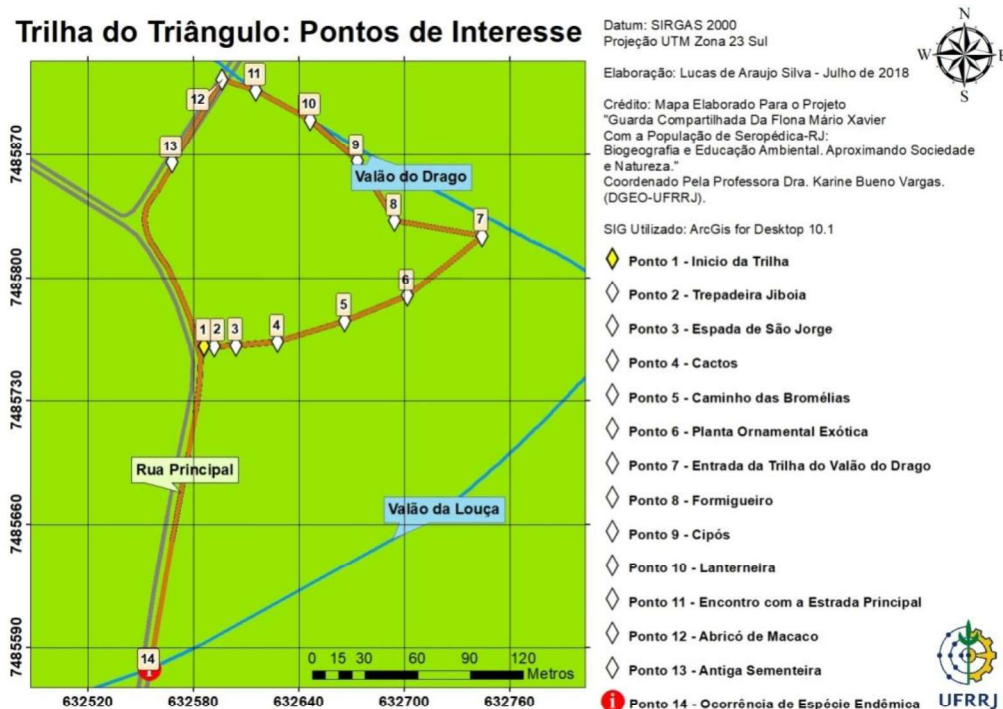 Trilha do Triângulo: Pontos de Interesse
Datum: SIRGAS 2000
Projeção UTM Zona 23 Sul
Elaboração: Lucas de Araujo Silva - Julho de 2018
Crédito: Mapa Elaborado Para o Projeto
"Guarda Compartilhada Da Flona Mário Xavier
Com a População de Seropédica-RJ:
Biogeografia e Educação Ambiental. Aproximando Sociedade
e Natureza."
Coordenado Pela Professora Dra. Karine Bueno Vargas.
(DGEO-UFRRJ).
SIG Utilizado: ArcGis for Desktop 10.1
N
W
E
S
Ponto 1 - Inicio da Trilha
Ponto 2 - Trepadeira Jiboia
Ponto 3 - Espada de São Jorge
Ponto 4 - Cactos
Ponto 5 - Caminho das Bromélias
Ponto 6 - Planta Ornamental Exótica
Ponto 7 - Entrada da Trilha do Valão do Drago
Ponto 8 - Formigueiro
Ponto 9 - Cipós
Ponto 10 - Lanterneira
Ponto 11 - Encontro com a Estrada Principal
Ponto 12 - Abricó de Macaco
Ponto 13 - Antiga Sementeira
Ponto 14 - Ocorrência de Espécie Endêmica
UFRRJ
11
12
10
13
9
Valão do Drago
8
7
6
5
4
1 2 3
Rua Principal
Valão da Louça
14
0 15 30 60 90 120
Metros
7485870
7485800
7485730
7485660
7485590
632520 632580 632640 632700 632760